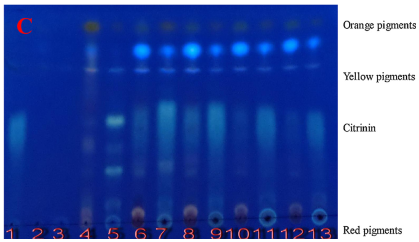 C
Orange pigments
Yellow pigments
Citrinin
Red pigments
1 2 3 4 5 6 7 8 9 10 11 12 13